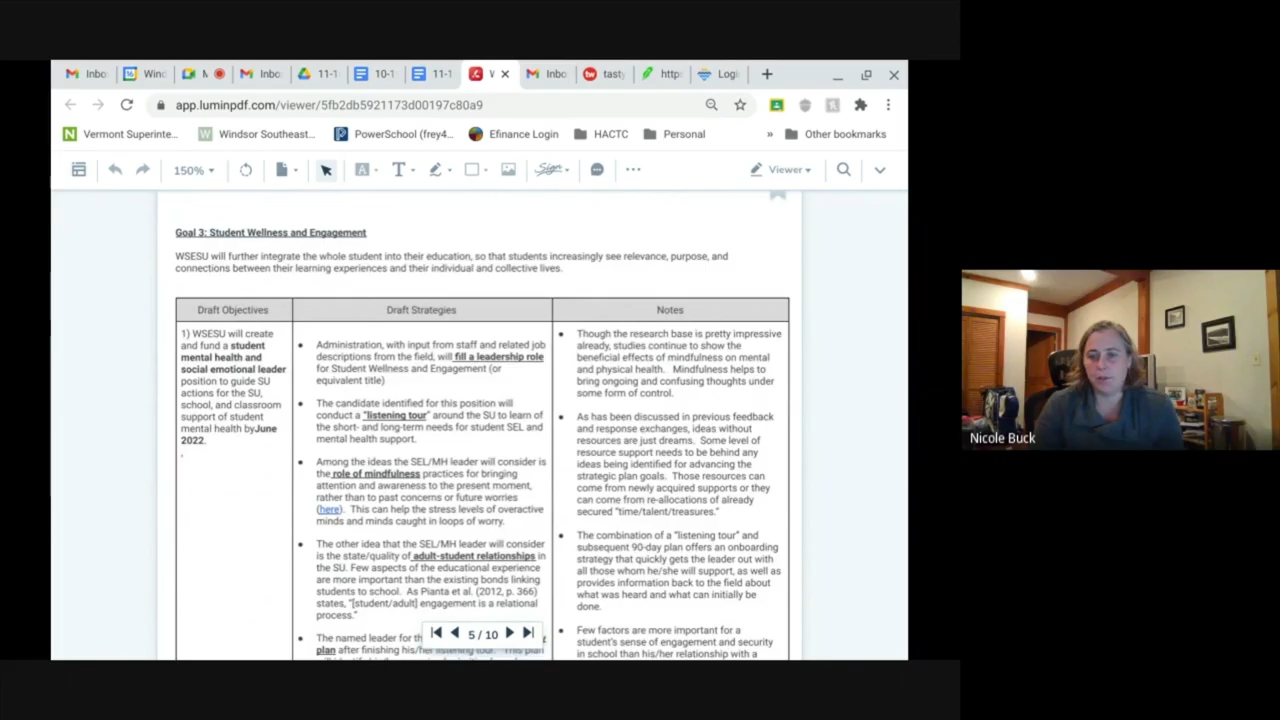 Inbo
Wind
M
Inbo
11-1
10-1
11-1
Inbo
tasty
http:
Logi
app.luminpdf.com/viewer/5fb2db5921173d00197c80a9
Vermont Superinte...
Windsor Southeast...
PowerSchool (frey4...
Efinance Login
HACTC
Personal
»
Other bookmarks
150%
Sign
Viewer
Goal 3: Student Wellness and Engagement
WSESU will further integrate the whole student into their education, so that students increasingly see relevance, purpose, and
connections between their learning experiences and their individual and collective lives.
Draft Objectives
Draft Strategies
Notes
1) WSESU will create
and fund a student
mental health and
social emotional leader
position to guide SU
actions for the SU,
school, and classroom
support of student
mental health byJune
2022.
• Administration, with input from staff and related job
descriptions from the field, will fill a leadership role
for Student Wellness and Engagement (or
equivalent title)
• The candidate identified for this position will
conduct a "listening tour" around the SU to learn of
the short- and long-term needs for student SEL and
mental health support.
• Among the ideas the SEL/MH leader will consider is
the role of mindfulness practices for bringing
attention and awareness to the present moment,
rather than to past concerns or future worries
(here). This can help the stress levels of overactive
minds and minds caught in loops of worry.
• The other idea that the SEL/MH leader will consider
is the state/quality of adult-student relationships in
the SU. Few aspects of the educational experience
are more important than the existing bonds linking
students to school. As Pianta et al. (2012, p. 366)
states, "[student/adult] engagement is a relational
process."
• The named leader for th
plan after finishing his/her listening tour. This plan
• Though the research base is pretty impressive
already, studies continue to show the
beneficial effects of mindfulness on mental
and physical health. Mindfulness helps to
bring ongoing and confusing thoughts under
some form of control.
• As has been discussed in previous feedback
and response exchanges, ideas without
resources are just dreams. Some level of
resource support needs to be behind any
ideas being identified for advancing the
strategic plan goals. Those resources can
come from newly acquired supports or they
can come from re-allocations of already
secured "time/talent/treasures."
• The combination of a "listening tour" and
subsequent 90-day plan offers an onboarding
strategy that quickly gets the leader out with
all those whom he/she will support, as well as
provides information back to the field about
what was heard and what can initially be
done.
• Few factors are more important for a
student's sense of engagement and security
in school than his/her relationship with a
5 / 10
Nicole Buck